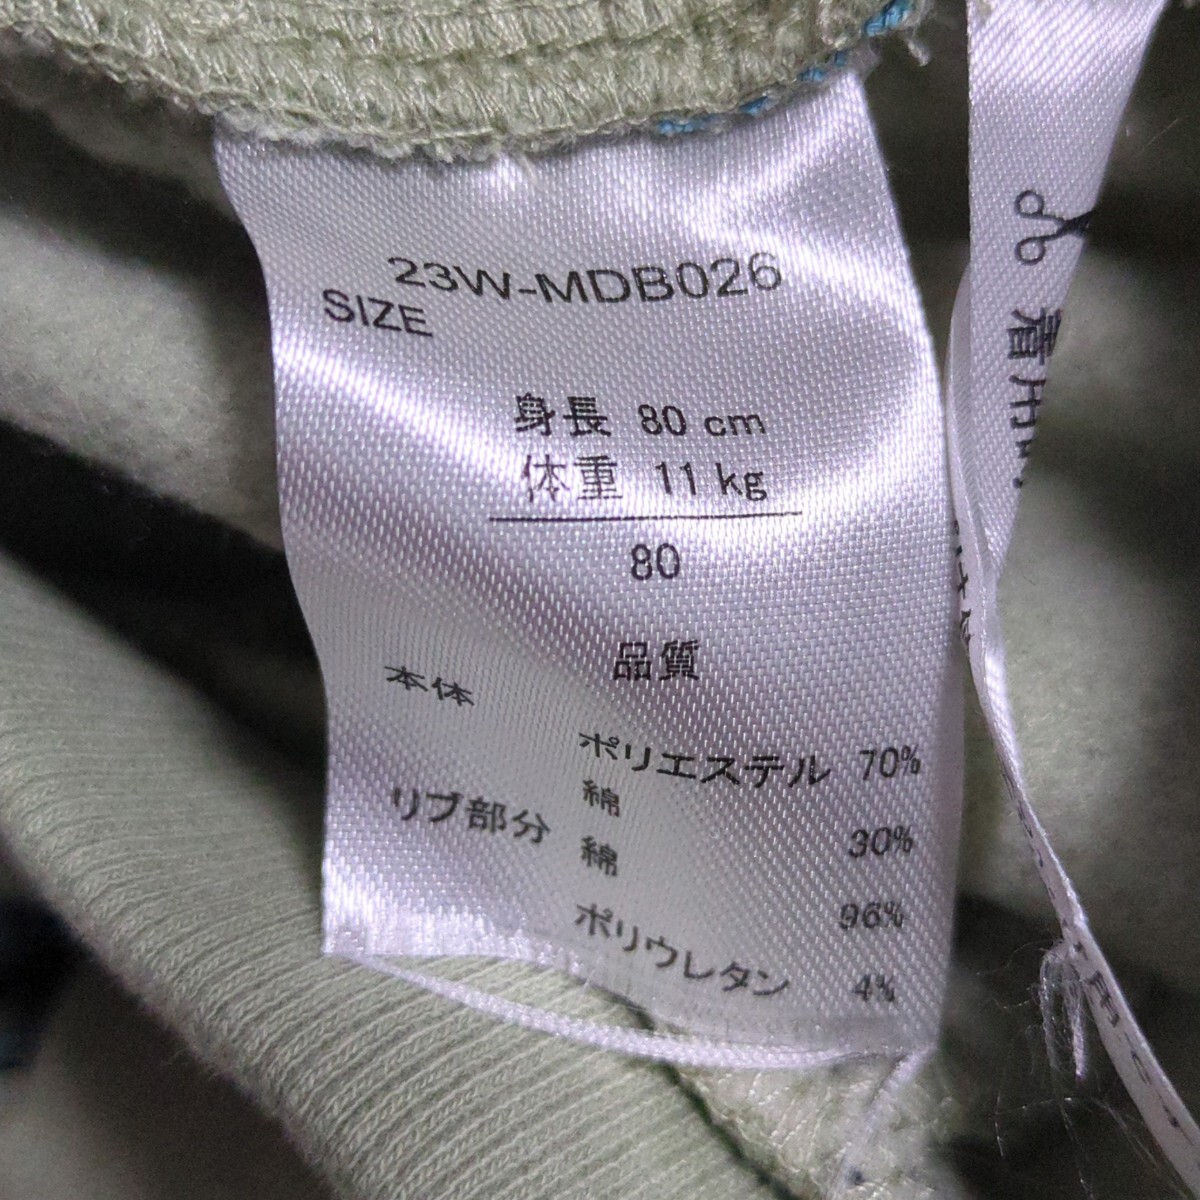 23W-MDB026
SIZE
身長 80 cm
体重 11 kg
80
品質
本体
ポリエステル 70%
綿 30%
リブ部分 綿 96%
ポリウレタン 4%
着用